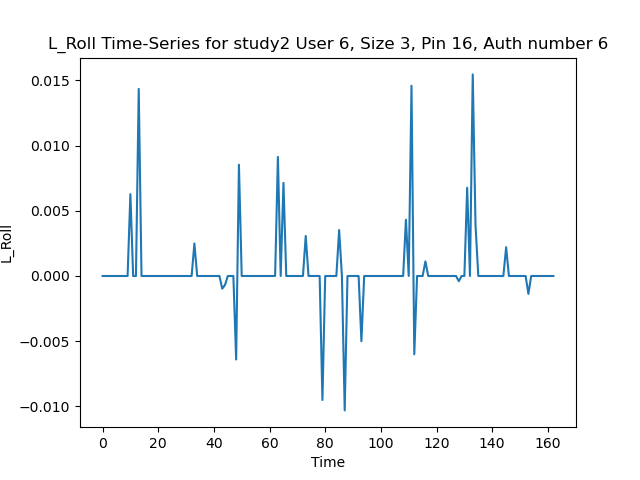 L_Roll Time-Series for study2 User 6, Size 3, Pin 16, Auth number 6
0.015
0.010
0.005
0.000
−0.005
−0.010
L_Roll
0 20 40 60 80 100 120 140 160
Time